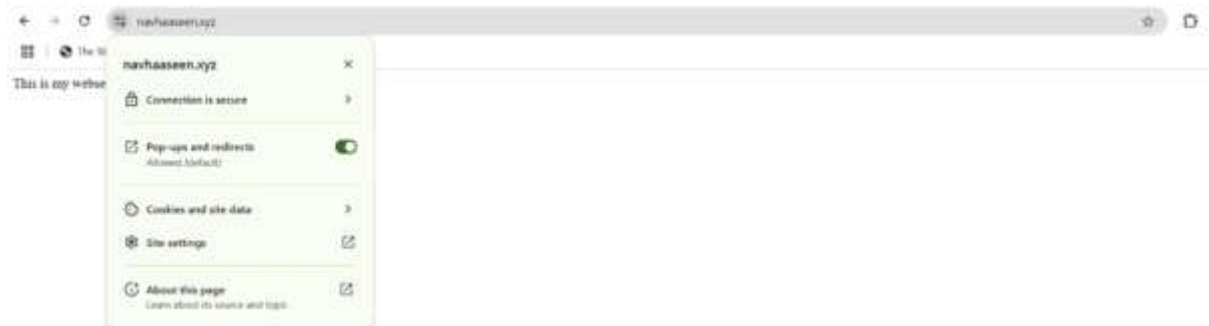 navhaaseen.xyz
navhaaseen.xyz
This is my
Connection is secure
Pop-ups and redirects
Allowed (default)
Cookies and site data
Site settings
About this page
Learn about its source and topic